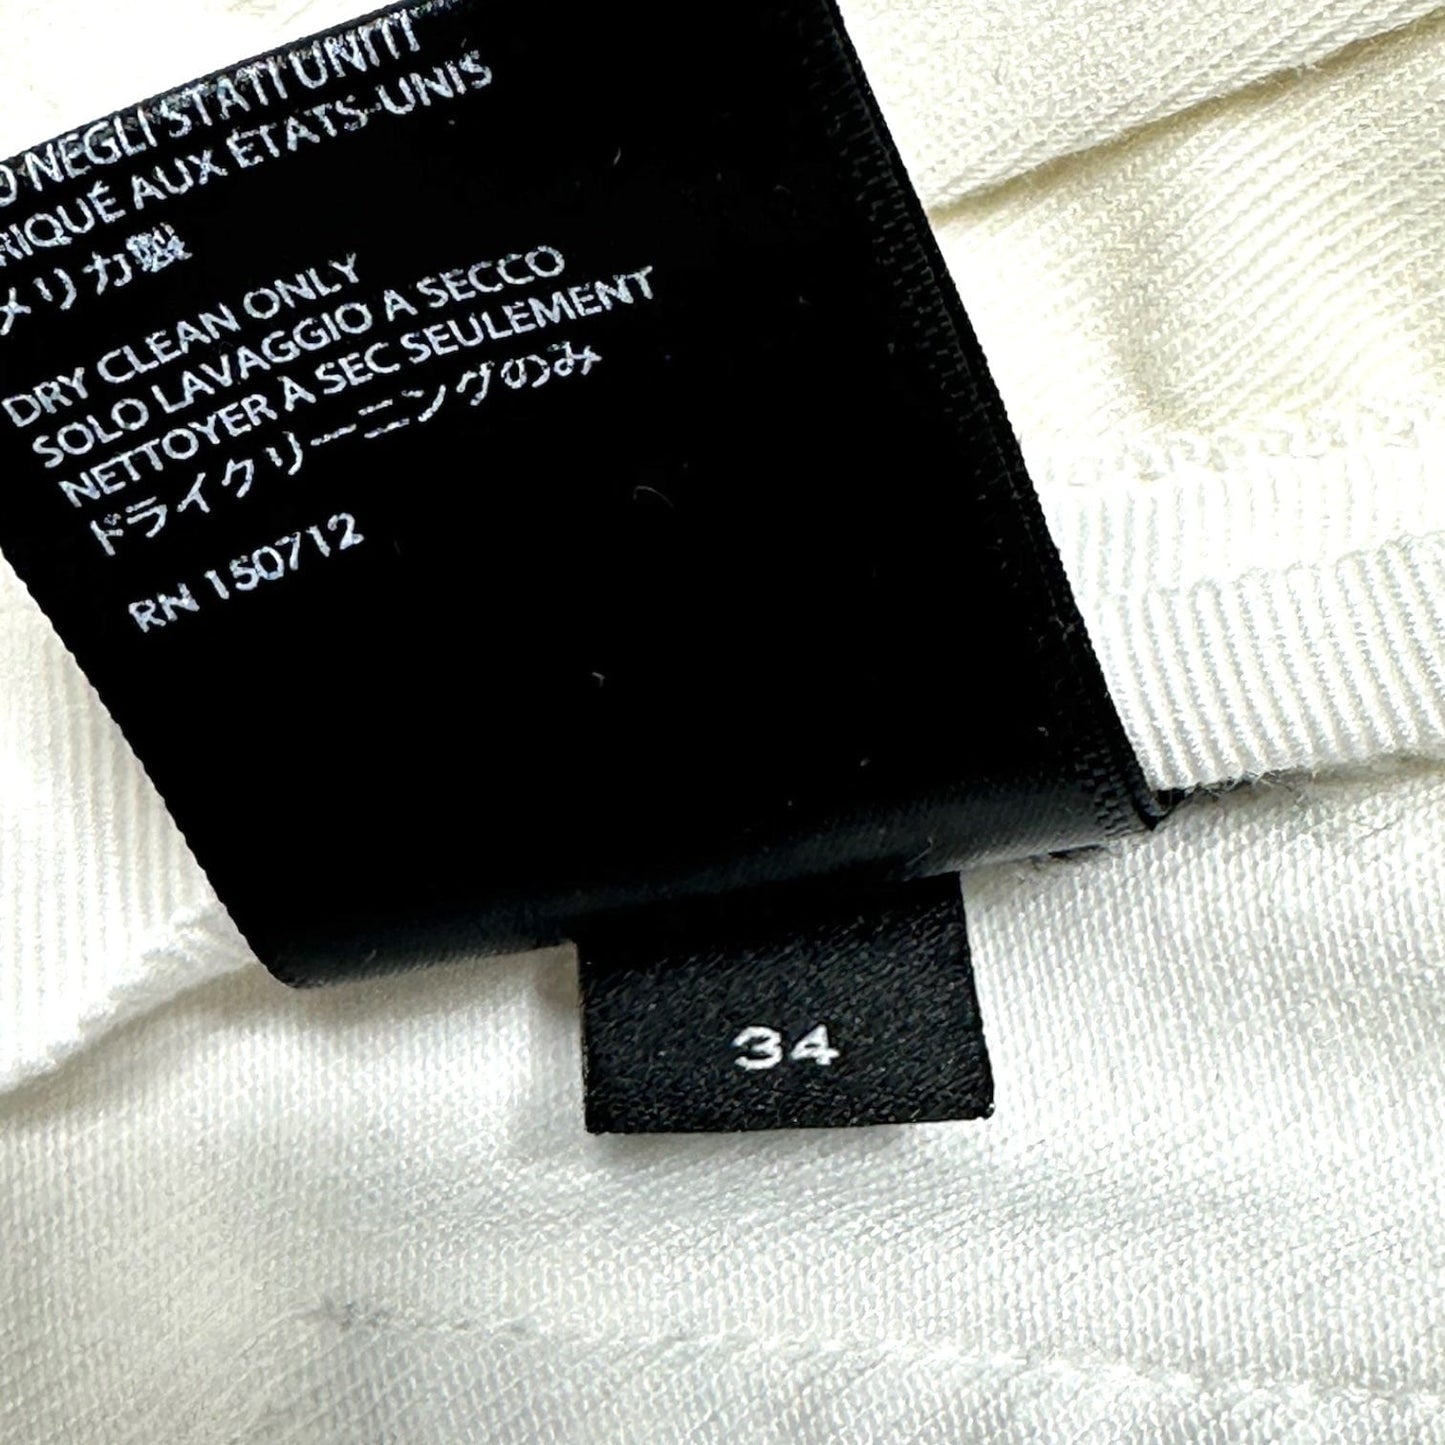 NEGLI STATI UNITI
RIQUÉ AUX ÉTATS-UNIS
メリカ製
DRY CLEAN ONLY
SOLO LAVAGGIO A SECCO
NETTOYER À SEC SEULEMENT
ドライクリーニングのみ
RN 150712
34